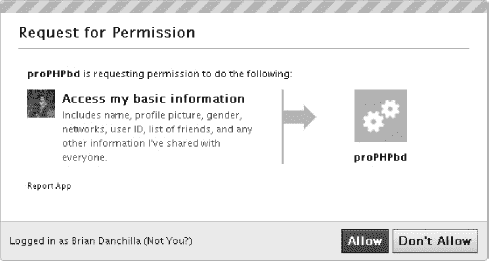 Request for Permission
proPHPbd is requesting permission to do the following:
Access my basic information
Includes name, profile picture, gender,
networks, user ID, list of friends, and any
other information I've shared with
everyone.
proPHPbd
Report App
Logged in as Brian Danchilla (Not You?)
Allow
Don't Allow